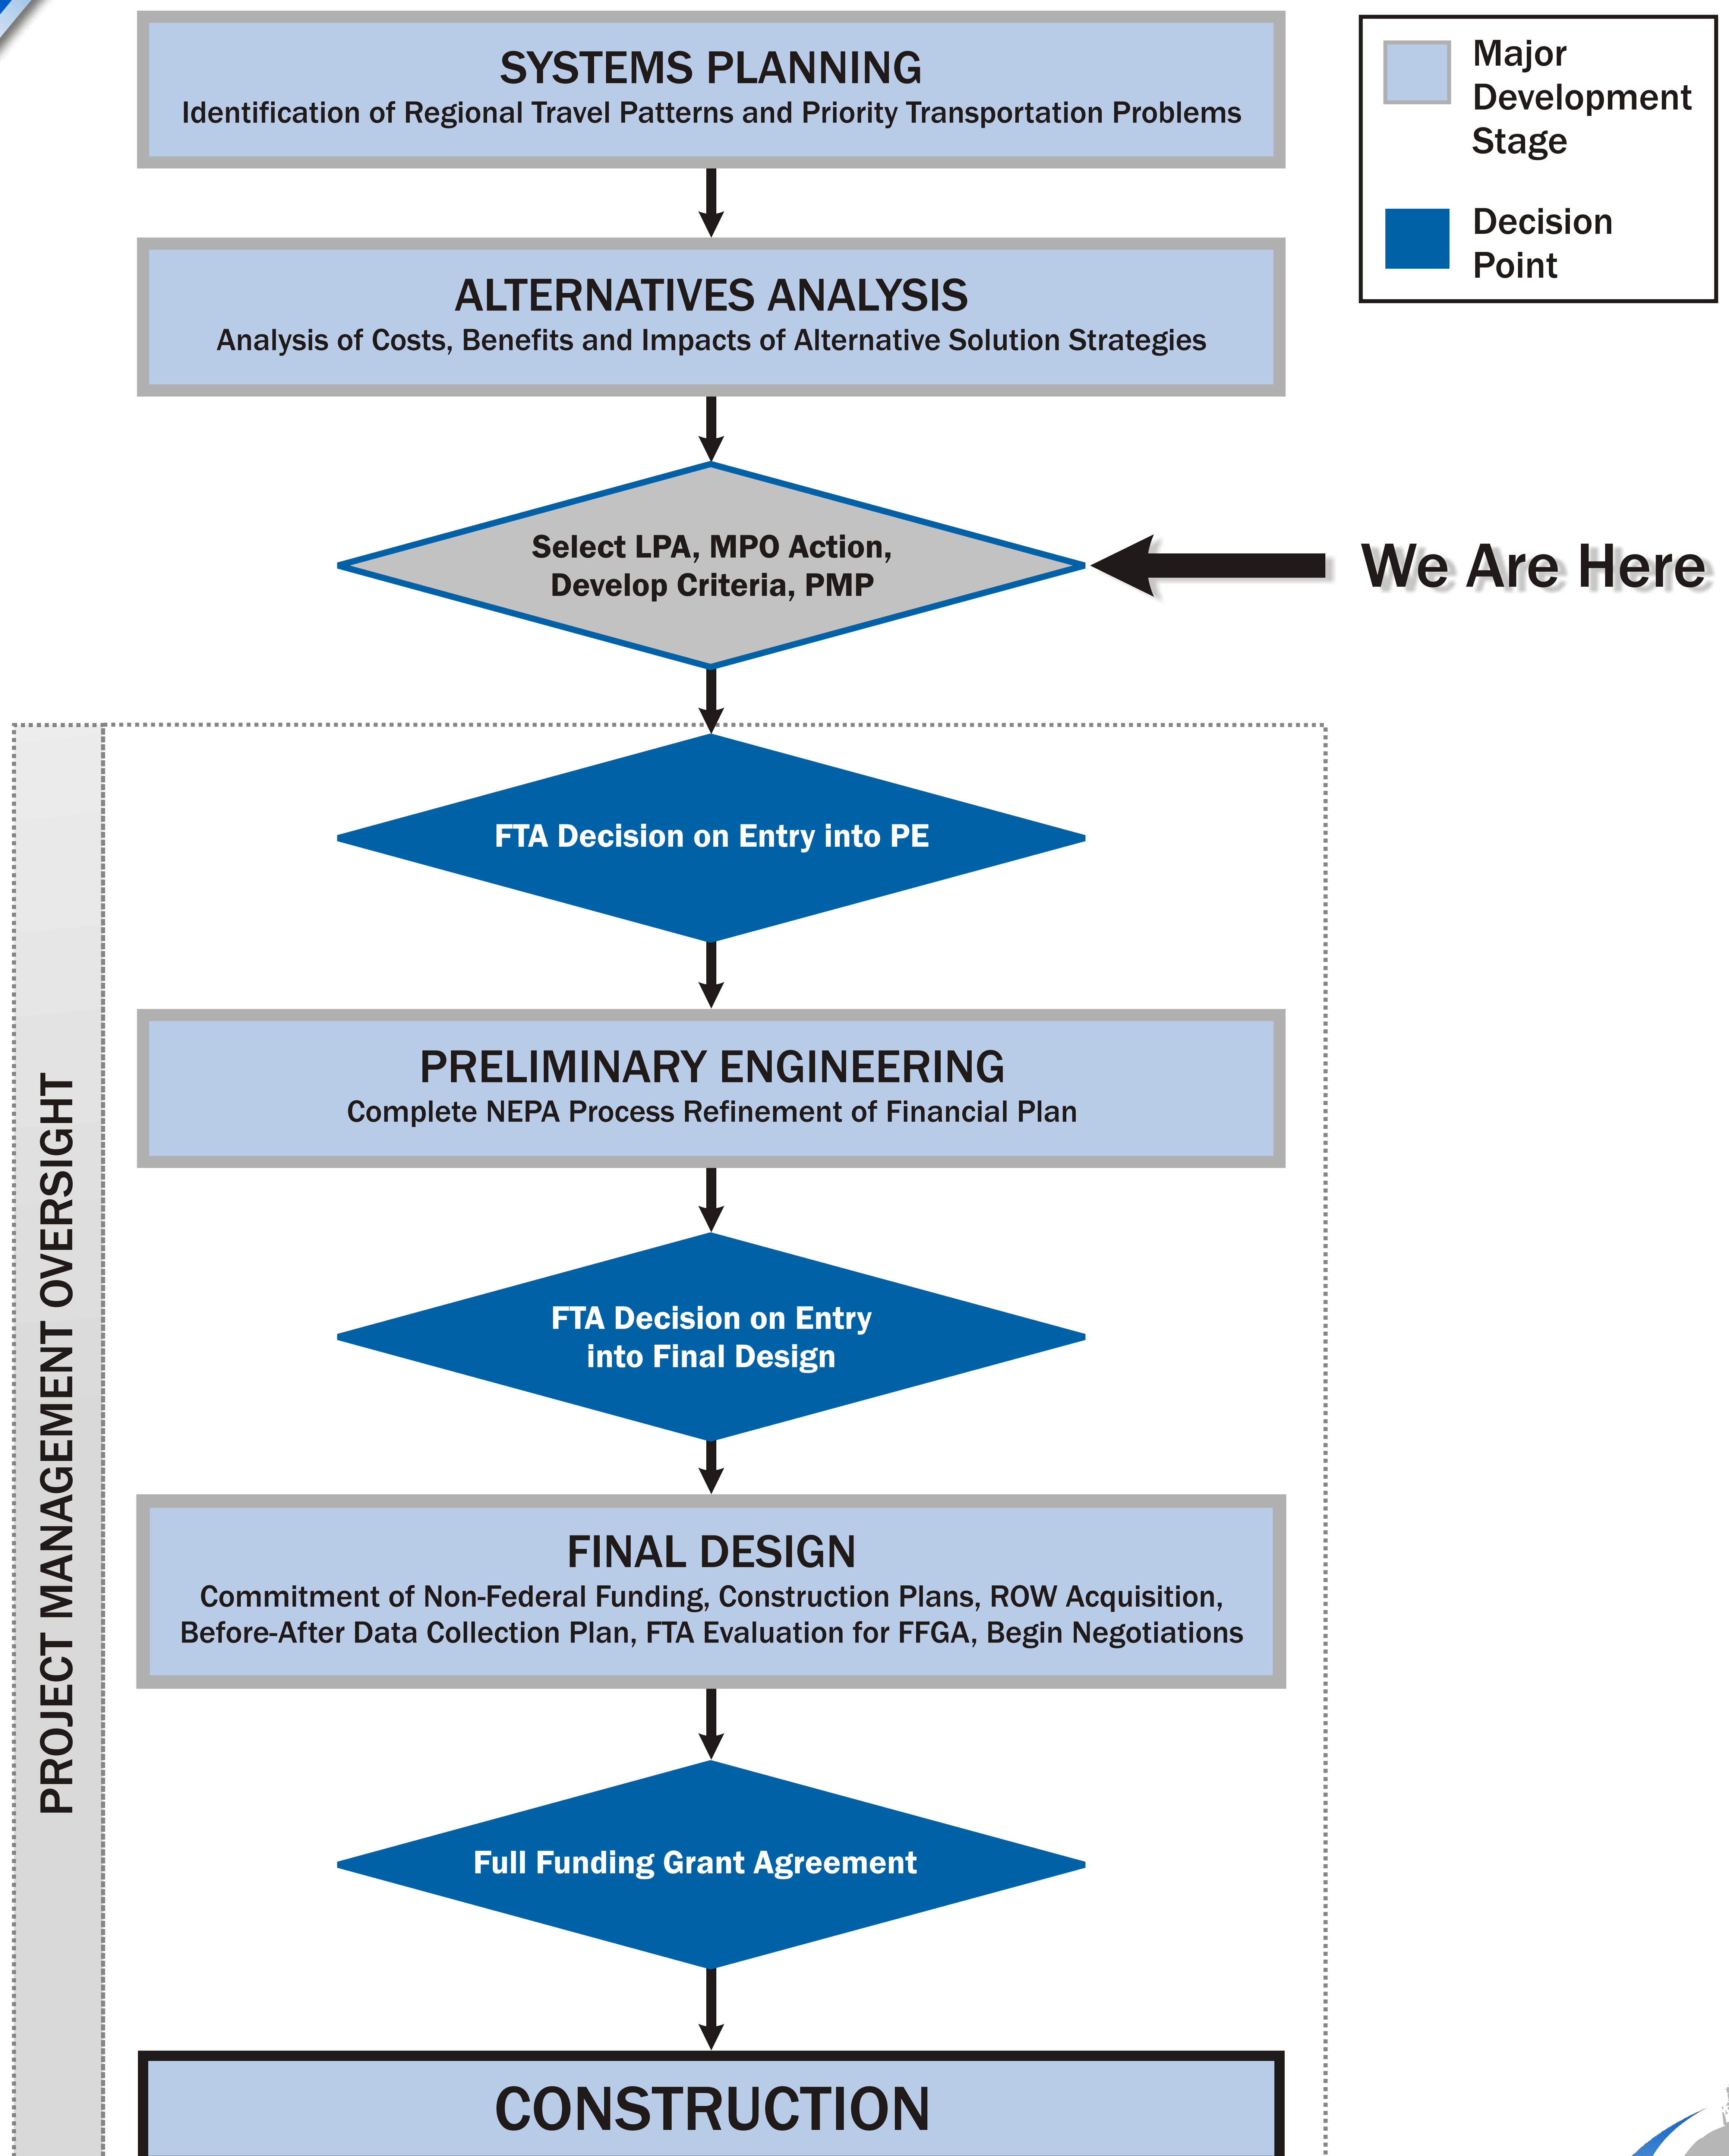 SYSTEMS PLANNING
Identification of Regional Travel Patterns and Priority Transportation Problems
Major
Development
Stage
Decision
Point
ALTERNATIVES ANALYSIS
Analysis of Costs, Benefits and Impacts of Alternative Solution Strategies
Select LPA, MPO Action,
Develop Criteria, PMP
We Are Here
FTA Decision on Entry into PE
PRELIMINARY ENGINEERING
Complete NEPA Process Refinement of Financial Plan
PROJECT MANAGEMENT OVERSIGHT
FTA Decision on Entry
into Final Design
FINAL DESIGN
Commitment of Non-Federal Funding, Construction Plans, ROW Acquisition,
Before-After Data Collection Plan, FTA Evaluation for FFGA, Begin Negotiations
Full Funding Grant Agreement
CONSTRUCTION